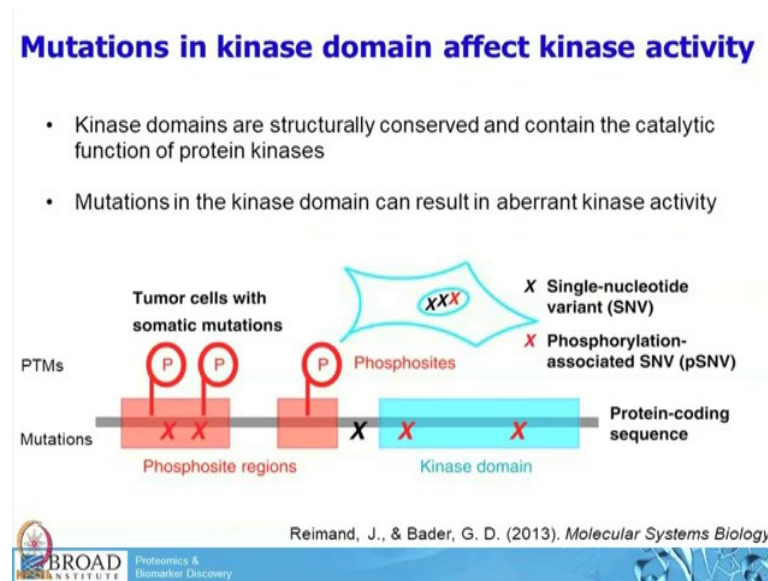 Mutations in kinase domain affect kinase activity
• Kinase domains are structurally conserved and contain the catalytic
function of protein kinases
• Mutations in the kinase domain can result in aberrant kinase activity
Tumor cells with
somatic mutations
XXX
X Single-nucleotide
variant (SNV)
X Phosphorylation-
associated SNV (pSNV)
PTMs
P P P Phosphosites
Mutations
X X X X X
Protein-coding
sequence
Phosphosite regions
Kinase domain
Reimand, J., & Bader, G. D. (2013). Molecular Systems Biology
BROAD
INSTITUTE
Proteomics &
Biomarker Discovery